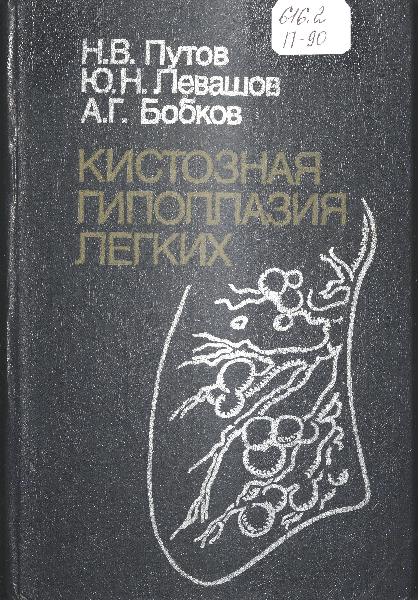 616.2
П-90
Н.В. Путов
Ю.Н. Левашов
А.Г. Бобков
КИСТОЗНАЯ
ГИПОПЛАЗИЯ
ЛЕГКИХ